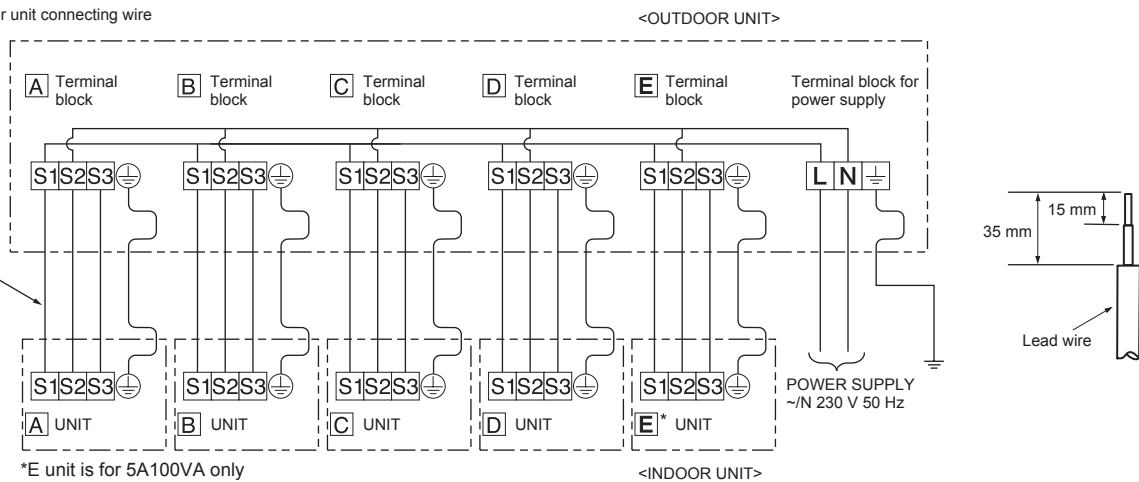 r unit connecting wire
<OUTDOOR UNIT>
A Terminal block
B Terminal block
C Terminal block
D Terminal block
E Terminal block
Terminal block for power supply
S1 S2 S3
S1 S2 S3
S1 S2 S3
S1 S2 S3
S1 S2 S3
L N
15 mm
35 mm
Lead wire
S1 S2 S3
S1 S2 S3
S1 S2 S3
S1 S2 S3
S1 S2 S3
POWER SUPPLY
~/N 230 V 50 Hz
A UNIT
B UNIT
C UNIT
D UNIT
E * UNIT
*E unit is for 5A100VA only
<INDOOR UNIT>